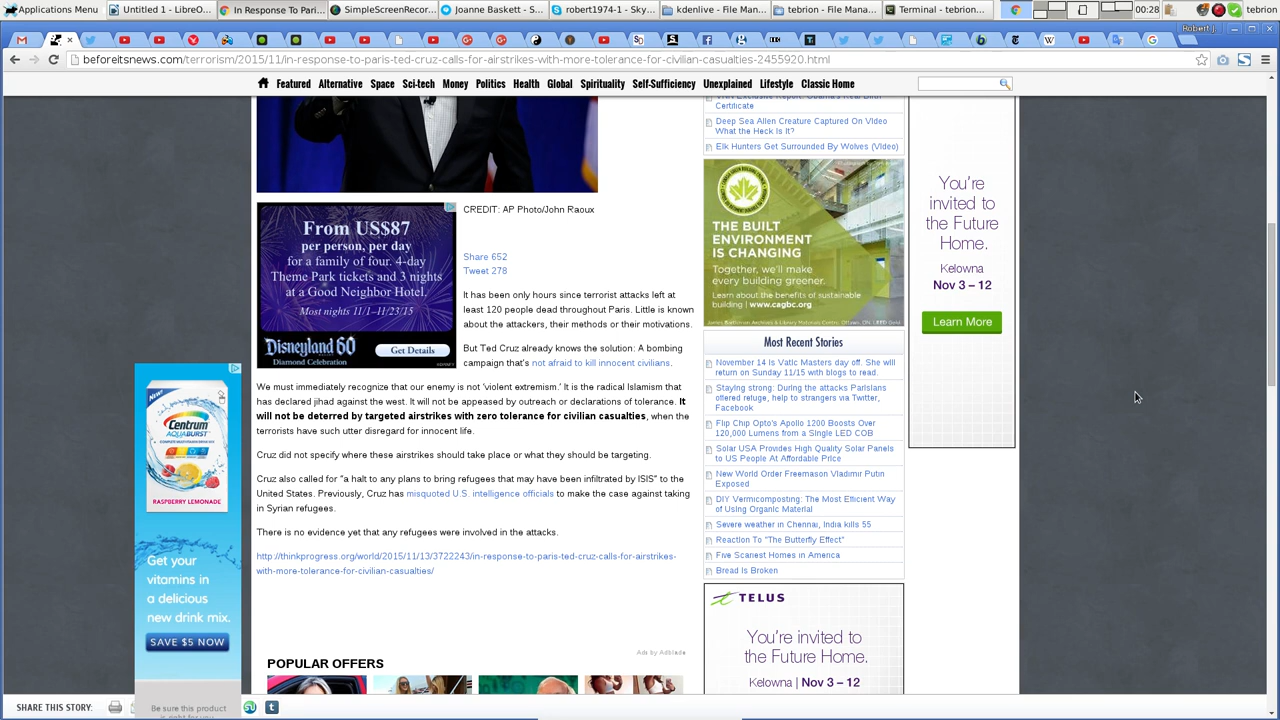 Applications Menu
Untitled 1 - LibreO...
In Response To Pari...
SimpleScreenRecor...
Joanne Baskett - S...
robert1974-1 - Sky...
kdenlive - File Man...
tebrion - File Mana...
Terminal - tebrion...
00:28
tebrion
Robert J
beforeitsnews.com/terrorism/2015/11/in-response-to-paris-ted-cruz-calls-for-airstrikes-with-more-tolerance-for-civilian-casualties-2455920.html
Featured Alternative Space Sci-tech Money Politics Health Global Spirituality Self-Sufficiency Unexplained Lifestyle Classic Home
CREDIT: AP Photo/John Raoux
Share 652
Tweet 278
It has been only hours since terrorist attacks left at
least 120 people dead throughout Paris. Little is known
about the attackers, their methods or their motivations.
But Ted Cruz already knows the solution: A bombing
campaign that's not afraid to kill innocent civilians.
We must immediately recognize that our enemy is not 'violent extremism.' It is the radical Islamism that
has declared jihad against the west. It will not be appeased by outreach or declarations of tolerance. It
will not be deterred by targeted airstrikes with zero tolerance for civilian casualties, when the
terrorists have such utter disregard for innocent life.
Cruz did not specify where these airstrikes should take place or what they should be targeting.
Cruz also called for "a halt to any plans to bring refugees that may have been infiltrated by ISIS" to the
United States. Previously, Cruz has misquoted U.S. intelligence officials to make the case against taking
in Syrian refugees.
There is no evidence yet that any refugees were involved in the attacks.
http://thinkprogress.org/world/2015/11/13/3722243/in-response-to-paris-ted-cruz-calls-for-airstrikes-
with-more-tolerance-for-civilian-casualties/
From US$87
per person, per day
for a family of four. 4-day
Theme Park tickets and 3 nights
at a Good Neighbor Hotel.
Most nights 11/1–11/23/15
Disneyland 60
Diamond Celebration
Get Details
NEW!
Centrum
AQUABURST
RASPBERRY LEMONADE
Get your
vitamins in
a delicious
new drink mix.
SAVE $5 NOW
Be sure this product
is right for you
Certificate
Deep Sea Alien Creature Captured On Video
What the Heck Is It?
Elk Hunters Get Surrounded By Wolves (Video)
THE BUILT
ENVIRONMENT
IS CHANGING
Together, we'll make
every building greener.
Learn about the benefits of sustainable
building | www.cagbc.org
Most Recent Stories
November 14 is Vatic Masters day off. She will
return on Sunday 11/15 with blogs to read.
Staying strong: During the attacks Parisians
offered refuge, help to strangers via Twitter,
Facebook
Flip Chip Opto's Apollo 1200 Boosts Over
120,000 Lumens from a Single LED COB
Solar USA Provides High Quality Solar Panels
to US People At Affordable Price
New World Order Freemason Vladimir Putin
Exposed
DIY Vermicomposting: The Most Efficient Way
of Using Organic Material
Severe weather in Chennai, India kills 55
Reaction To "The Butterfly Effect"
Five Scariest Homes in America
Bread Is Broken
TELUS
You're invited to
the Future Home.
Kelowna | Nov 3 – 12
You're
invited to
the Future
Home.
Kelowna
Nov 3 – 12
Learn More
Ads by Adblade
POPULAR OFFERS
SHARE THIS STORY: